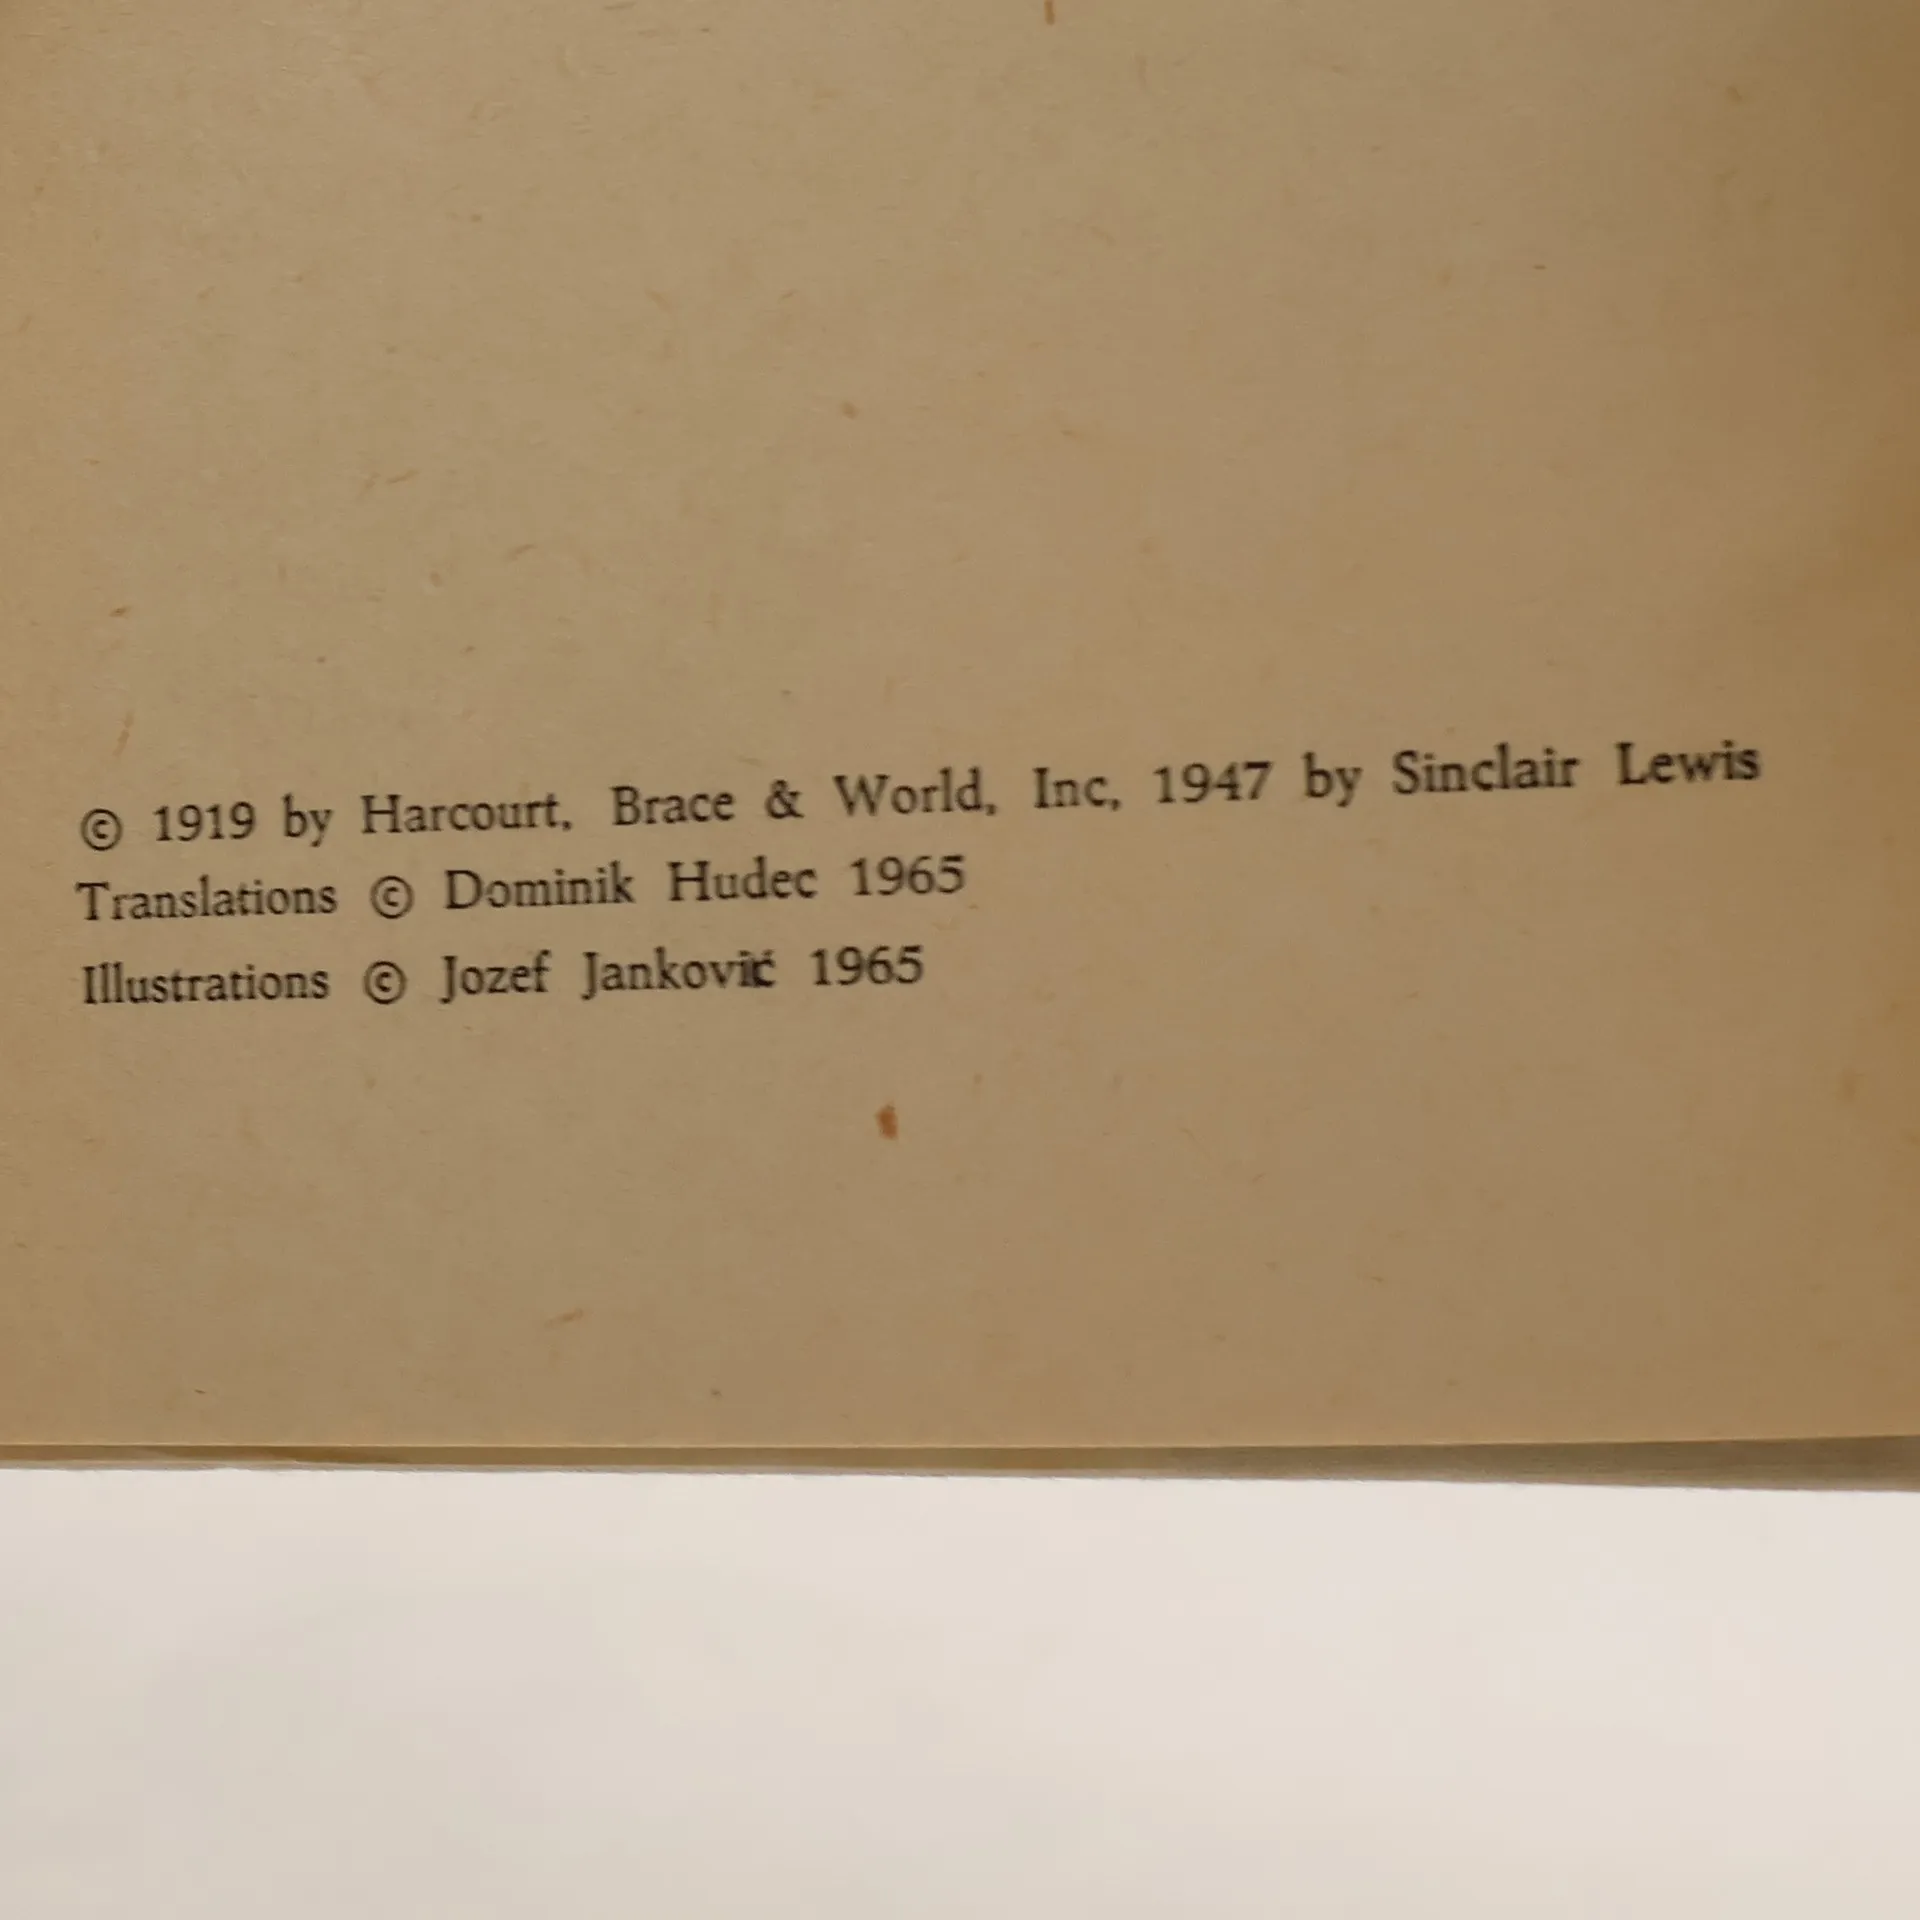 © 1919 by Harcourt, Brace & World, Inc, 1947 by Sinclair Lewis
Translations © Dominik Hudec 1965
Illustrations © Jozef Jankovič 1965